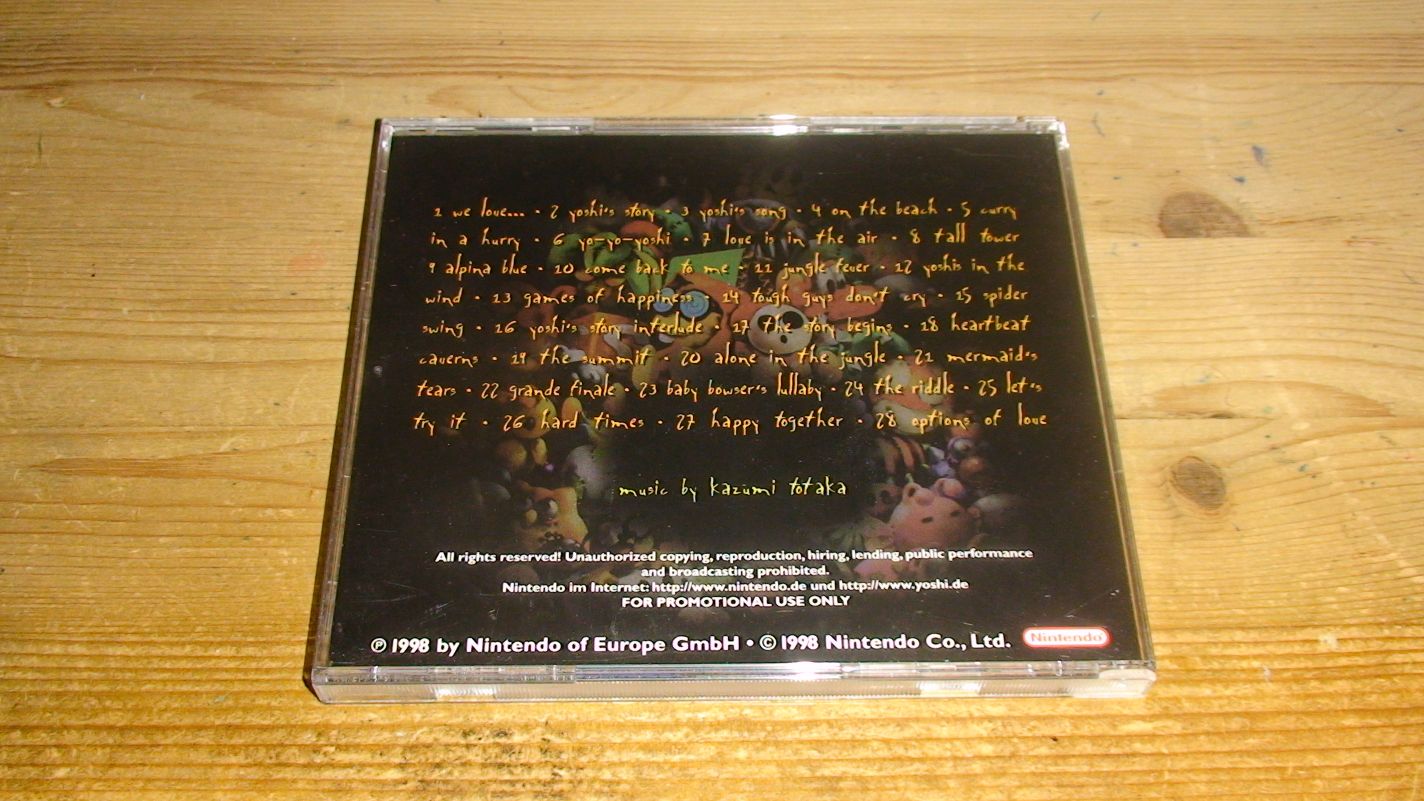 1 we love... · 2 yoshi's story · 3 yoshi's song · 4 on the beach · 5 curry
in a hurry · 6 yo-yo-yoshi · 7 love is in the air · 8 tall tower
9 alpina blue · 10 come back to me · 11 jungle fever · 12 yoshis in the
wind · 13 games of happiness · 14 tough guys don't cry · 15 spider
swing · 16 yoshi's story interlude · 17 the story begins · 18 heartbeat
caverns · 19 the summit · 20 alone in the jungle · 21 mermaid's
tears · 22 grande finale · 23 baby bowser's lullaby · 24 the riddle · 25 let's
try it · 26 hard times · 27 happy together · 28 options of love
music by kazumi totaka
All rights reserved! Unauthorized copying, reproduction, hiring, lending, public performance
and broadcasting prohibited.
Nintendo im Internet: http://www.nintendo.de und http://www.yoshi.de
FOR PROMOTIONAL USE ONLY
℗ 1998 by Nintendo of Europe GmbH • © 1998 Nintendo Co., Ltd. Nintendo